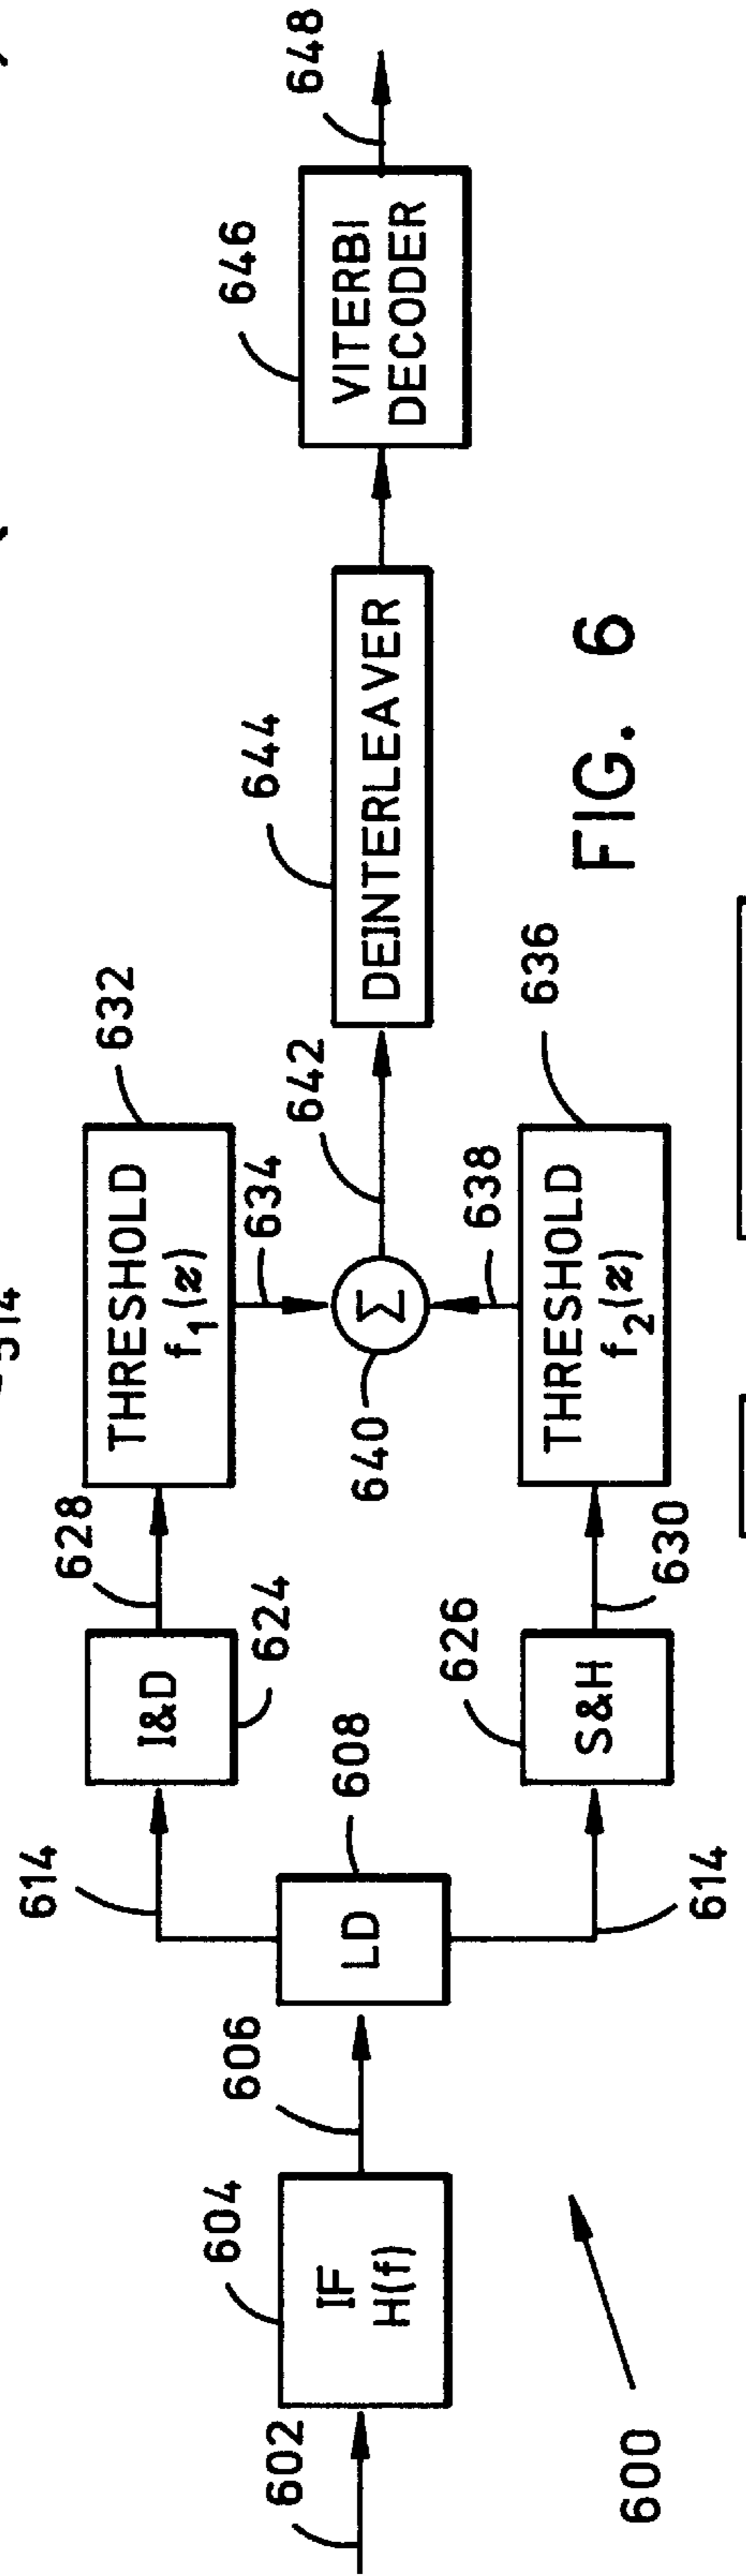 514
602
604
IF
H(f)
606
LD
608
614
614
I&D
624
S&H
626
628
630
THRESHOLD
f₁(z)
632
THRESHOLD
f₂(z)
636
634
638
Σ
640
642
DEINTERLEAVER
644
VITERBI
DECODER
646
648
600
FIG. 6